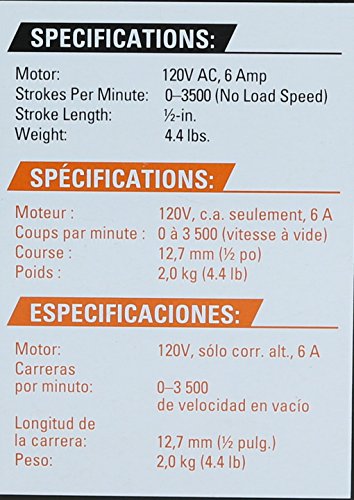 SPECIFICATIONS:
Motor: 120V AC, 6 Amp
Strokes Per Minute: 0–3500 (No Load Speed)
Stroke Length: ½-in.
Weight: 4.4 lbs.
SPÉCIFICATIONS:
Moteur : 120V, c.a. seulement, 6 A
Coups par minute : 0 à 3 500 (vitesse à vide)
Course : 12,7 mm (½ po)
Poids : 2,0 kg (4.4 lb)
ESPECIFICACIONES:
Motor: 120V, sólo corr. alt., 6 A
Carreras
por minuto: 0–3 500
de velocidad en vacío
Longitud de
la carrera: 12,7 mm (½ pulg.)
Peso: 2,0 kg (4.4 lb)